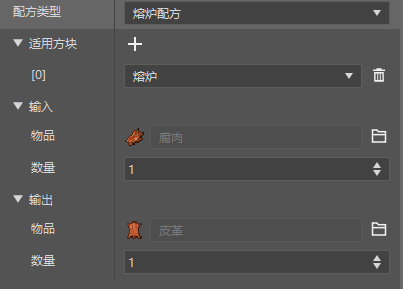 配方类型 熔炉配方
适用方块
[0] 熔炉
输入
物品 腐肉
数量 1
输出
物品 皮革
数量 1